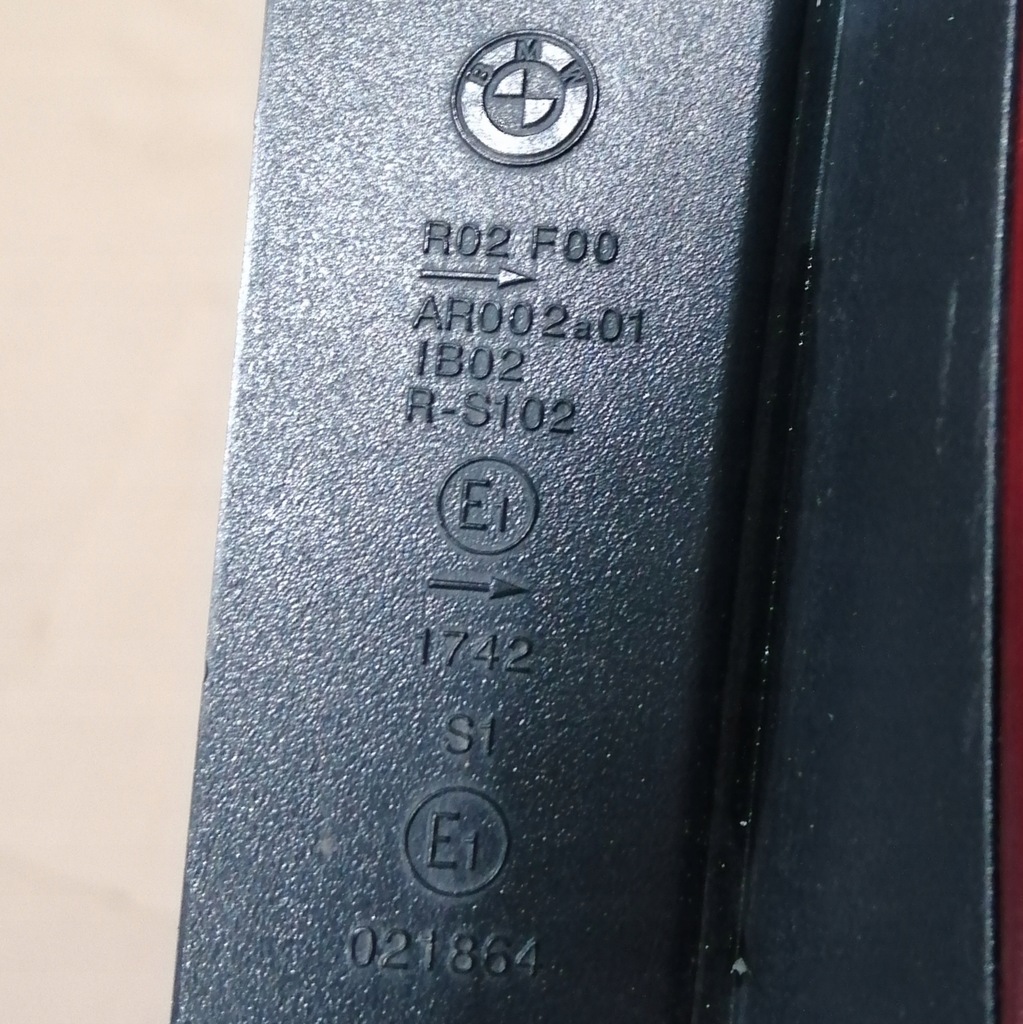 BMW
R02 F00
AR002a01
IB02
R-S102
E1
1742
S1
E1
021864